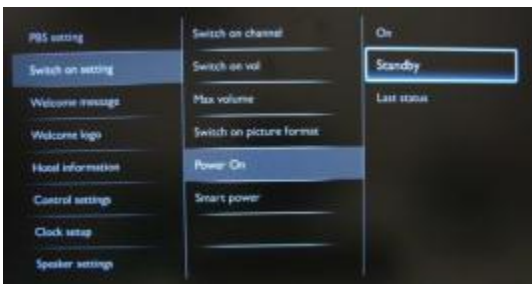 PBS setting
Switch on setting
Welcome message
Welcome logo
Hotel information
Control settings
Clock setup
Speaker settings
Switch on channel
Switch on vol
Max volume
Switch on picture format
Power On
Smart power
On
Standby
Last status